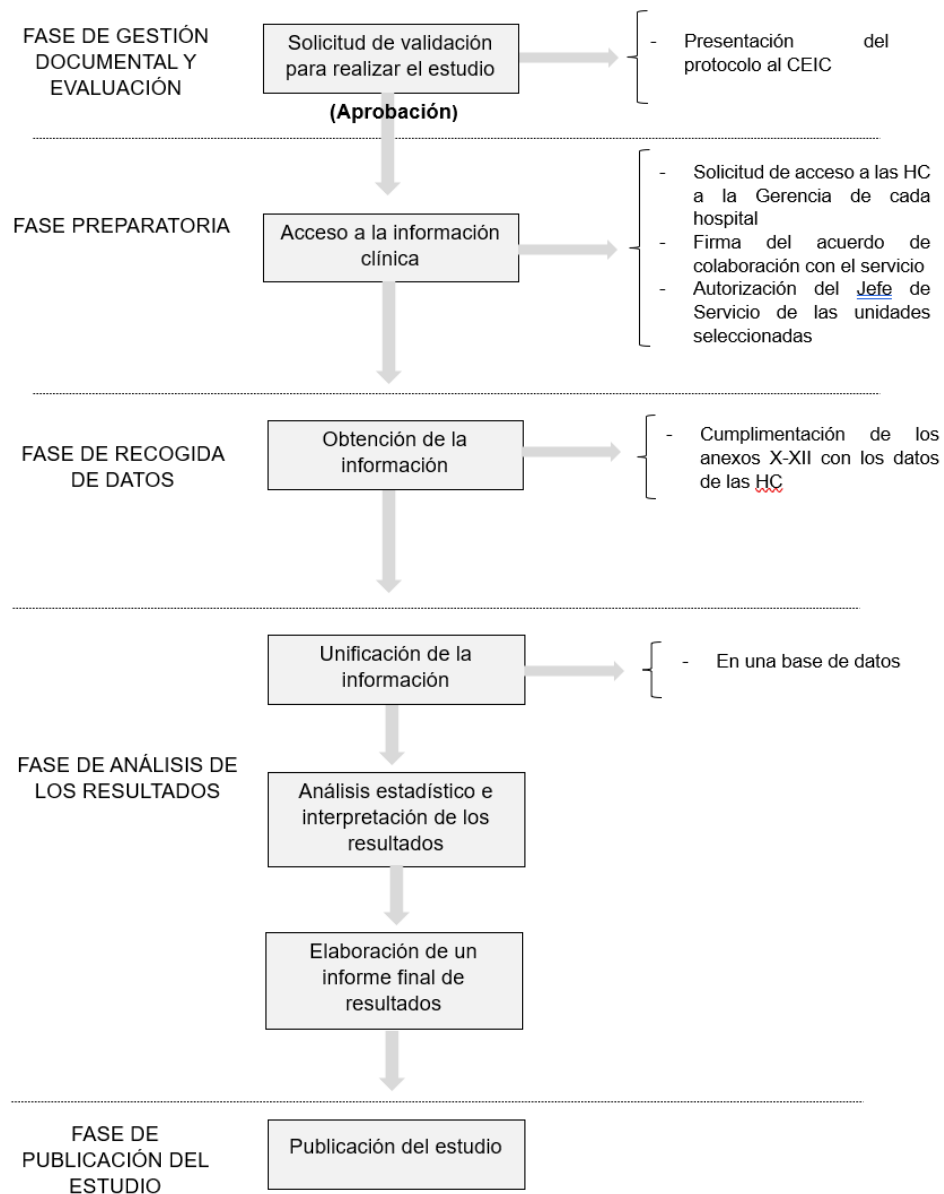 FASE DE GESTIÓN
DOCUMENTAL Y
EVALUACIÓN
Solicitud de validación
para realizar el estudio
(Aprobación)
- Presentación del
protocolo al CEIC
FASE PREPARATORIA
Acceso a la información
clínica
- Solicitud de acceso a las HC
a la Gerencia de cada
hospital
- Firma del acuerdo de
colaboración con el servicio
- Autorización del Jefe de
Servicio de las unidades
seleccionadas
FASE DE RECOGIDA
DE DATOS
Obtención de la
información
- Cumplimentación de los
anexos X-XII con los datos
de las HC
FASE DE ANÁLISIS DE
LOS RESULTADOS
Unificación de la
información
- En una base de datos
Análisis estadístico e
interpretación de los
resultados
Elaboración de un
informe final de
resultados
FASE DE
PUBLICACIÓN DEL
ESTUDIO
Publicación del estudio